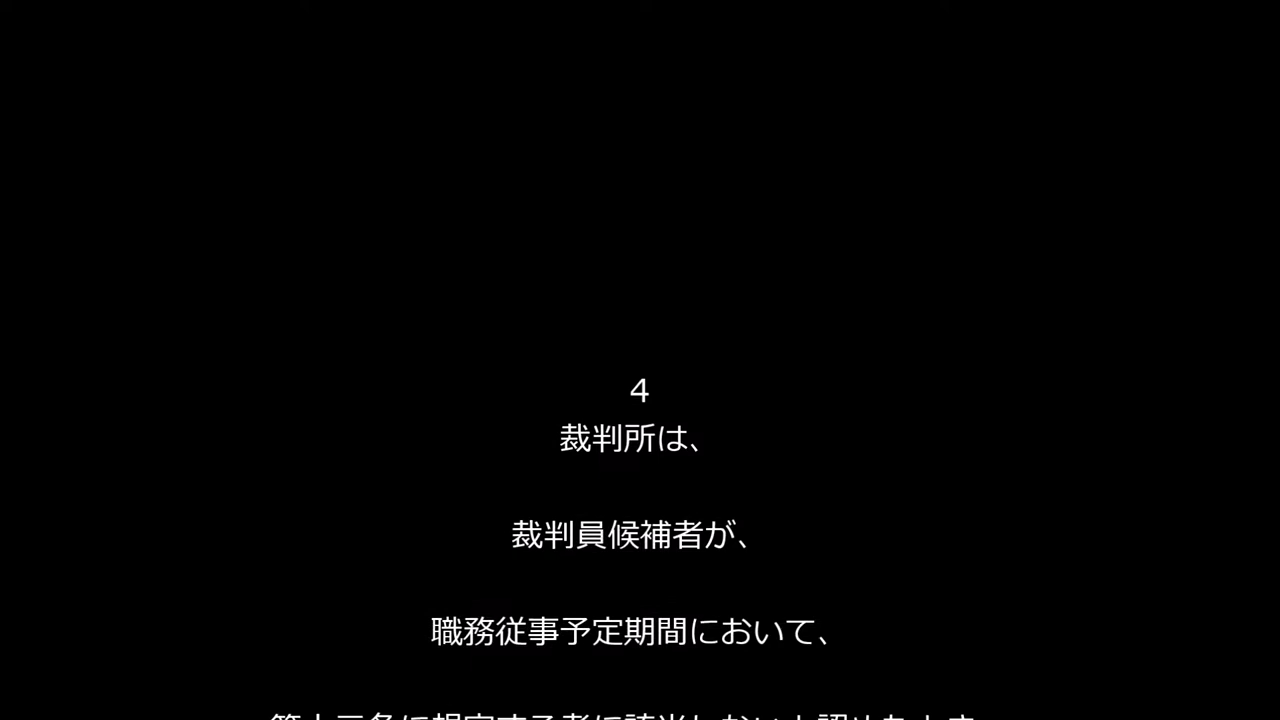 ４
裁判所は、
裁判員候補者が、
職務従事予定期間において、